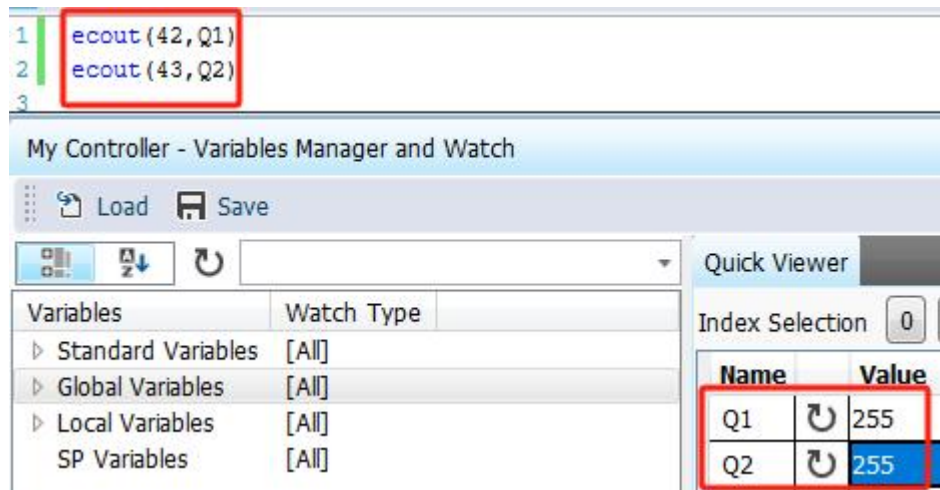 1 ecout(42,Q1)
2 ecout(43,Q2)
3
My Controller - Variables Manager and Watch
Load Save
Quick Viewer
Variables Watch Type
Index Selection 0
Standard Variables [All]
Name Value
Global Variables [All]
Q1 255
Local Variables [All]
Q2 255
SP Variables [All]